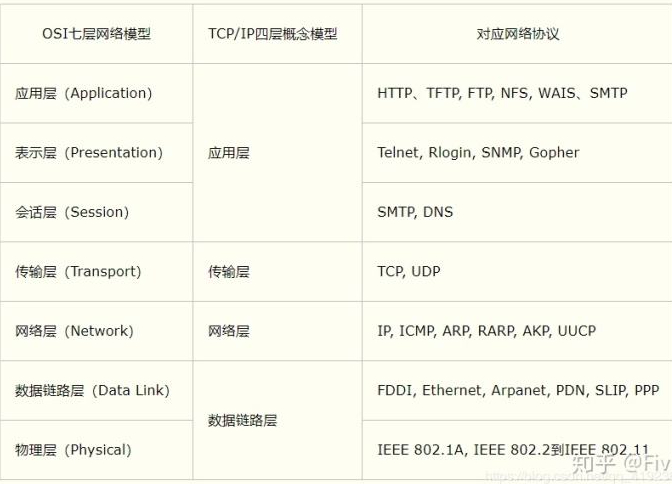 OSI七层网络模型 TCP/IP四层概念模型 对应网络协议
应用层（Application） HTTP、TFTP, FTP, NFS, WAIS、SMTP
表示层（Presentation） 应用层 Telnet, Rlogin, SNMP, Gopher
会话层（Session） SMTP, DNS
传输层（Transport） 传输层 TCP, UDP
网络层（Network） 网络层 IP, ICMP, ARP, RARP, AKP, UUCP
数据链路层（Data Link） FDDI, Ethernet, Arpanet, PDN, SLIP, PPP
数据链路层
物理层（Physical） IEEE 802.1A, IEEE 802.2到IEEE 802.11
知乎 @Fiv